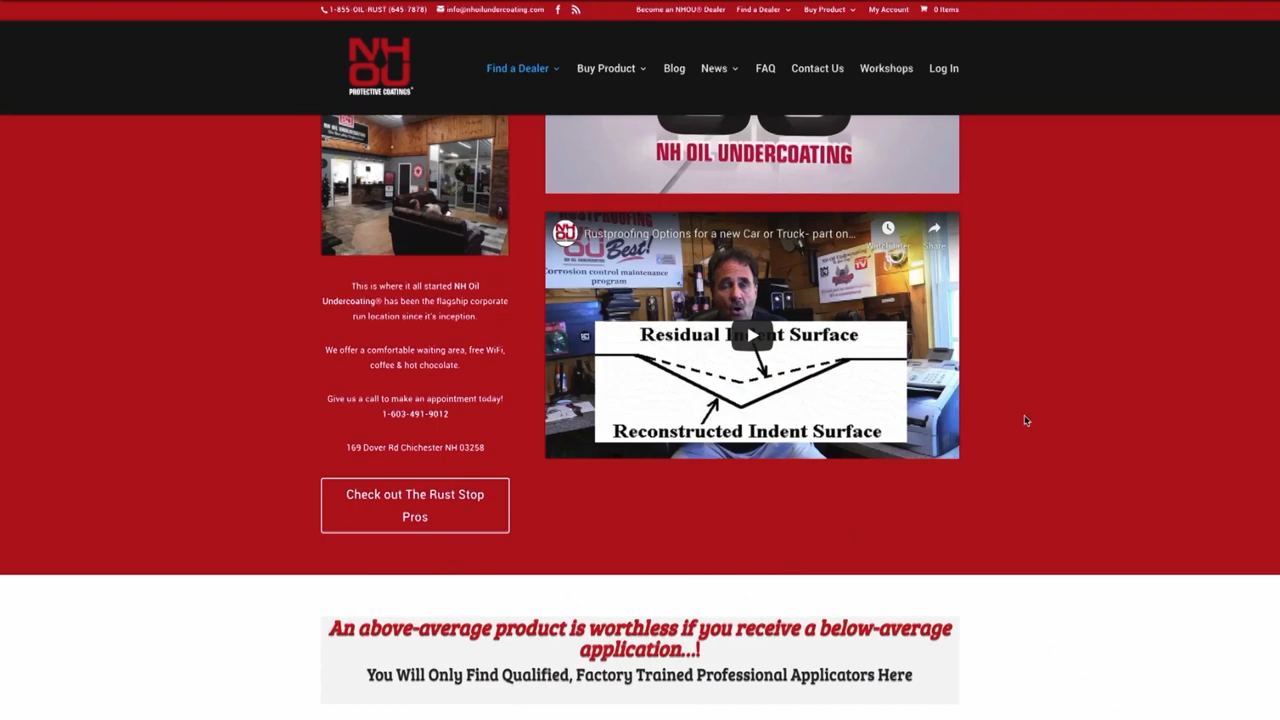 1-855-OIL-RUST (645-7878) info@nhoilundercoating.com Become an NHOU® Dealer Find a Dealer Buy Product My Account 0 Items
NH
OU
PROTECTIVE COATINGS
Find a Dealer Buy Product Blog News FAQ Contact Us Workshops Log In
NH OIL UNDERCOATING
NH OIL UNDERCOATING
Rustproofing Options for a new Car or Truck- part on...
Watch later Share
OU Best!
NH OIL UNDERCOATING
Corrosion control maintenance
program
Residual Indent Surface
Reconstructed Indent Surface
This is where it all started NH Oil
Undercoating® has been the flagship corporate
run location since it's inception.
We offer a comfortable waiting area, free WiFi,
coffee & hot chocolate.
Give us a call to make an appointment today!
1-603-491-9012
169 Dover Rd Chichester NH 03258
Check out The Rust Stop
Pros
An above-average product is worthless if you receive a below-average
application...!
You Will Only Find Qualified, Factory Trained Professional Applicators Here